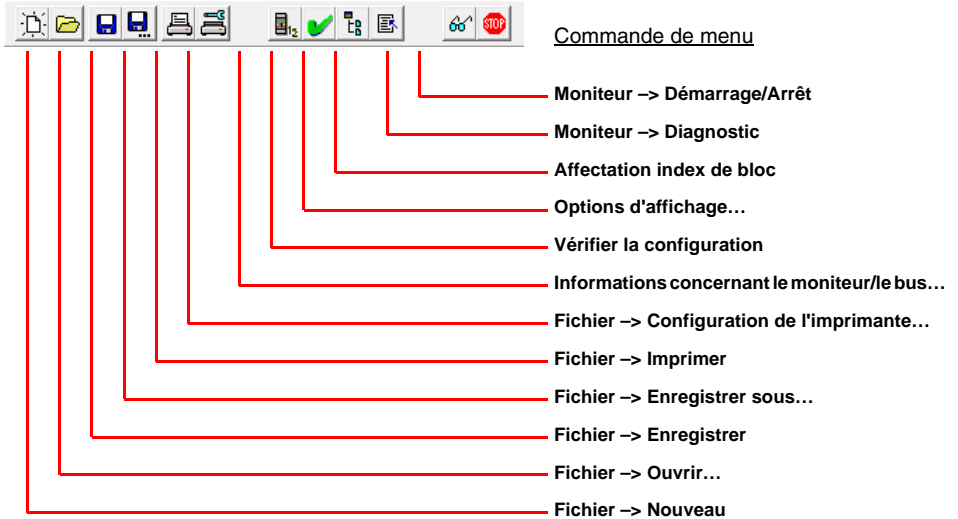 12
STOP
Commande de menu
Moniteur –> Démarrage/Arrêt
Moniteur –> Diagnostic
Affectation index de bloc
Options d'affichage…
Vérifier la configuration
Informations concernant le moniteur/le bus…
Fichier –> Configuration de l'imprimante…
Fichier –> Imprimer
Fichier –> Enregistrer sous…
Fichier –> Enregistrer
Fichier –> Ouvrir…
Fichier –> Nouveau